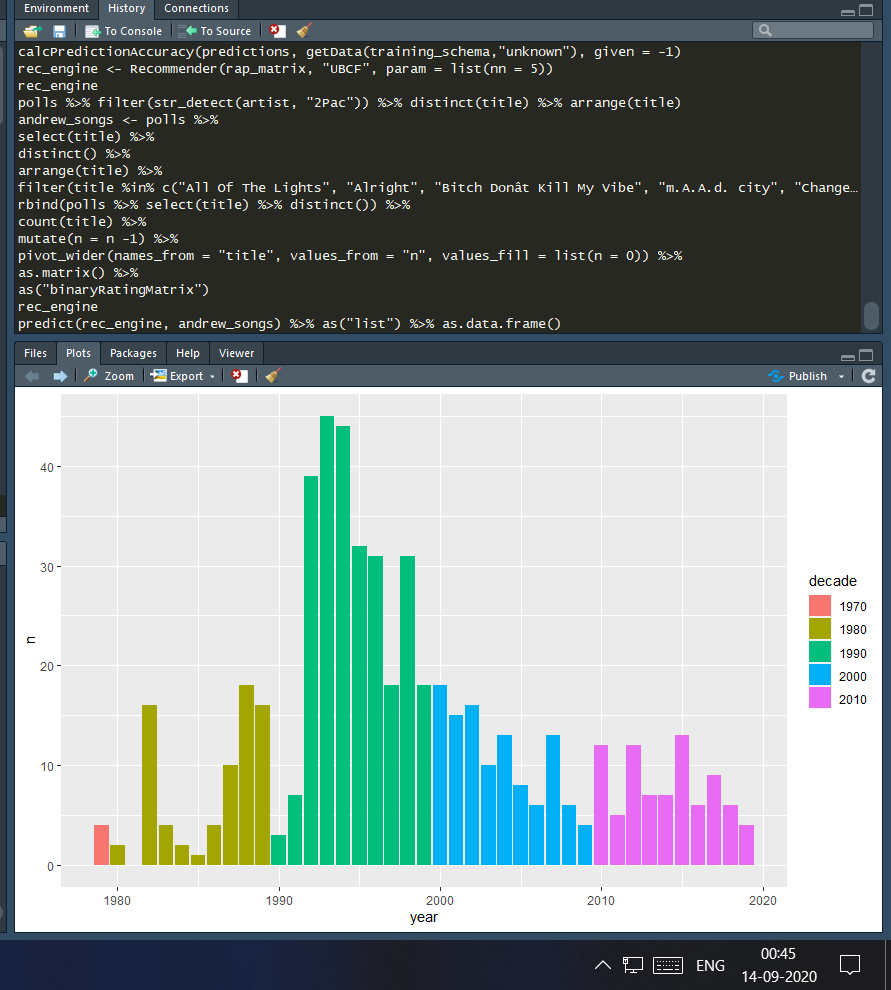 Environment History Connections
To Console To Source
calcPredictionAccuracy(predictions, getData(training_schema,"unknown"), given = -1)
rec_engine <- Recommender(rap_matrix, "UBCF", param = list(nn = 5))
rec_engine
polls %>% filter(str_detect(artist, "2Pac")) %>% distinct(title) %>% arrange(title)
andrew_songs <- polls %>%
select(title) %>%
distinct() %>%
arrange(title) %>%
filter(title %in% c("All Of The Lights", "Alright", "Bitch Donât Kill My Vibe", "m.A.A.d. city", "Change…
rbind(polls %>% select(title) %>% distinct()) %>%
count(title) %>%
mutate(n = n -1) %>%
pivot_wider(names_from = "title", values_from = "n", values_fill = list(n = 0)) %>%
as.matrix() %>%
as("binaryRatingMatrix")
rec_engine
predict(rec_engine, andrew_songs) %>% as("list") %>% as.data.frame()
Files Plots Packages Help Viewer
Zoom Export Publish
40
30
20
10
0
n
1980 1990 2000 2010 2020
year
decade
1970
1980
1990
2000
2010
ENG
00:45
14-09-2020